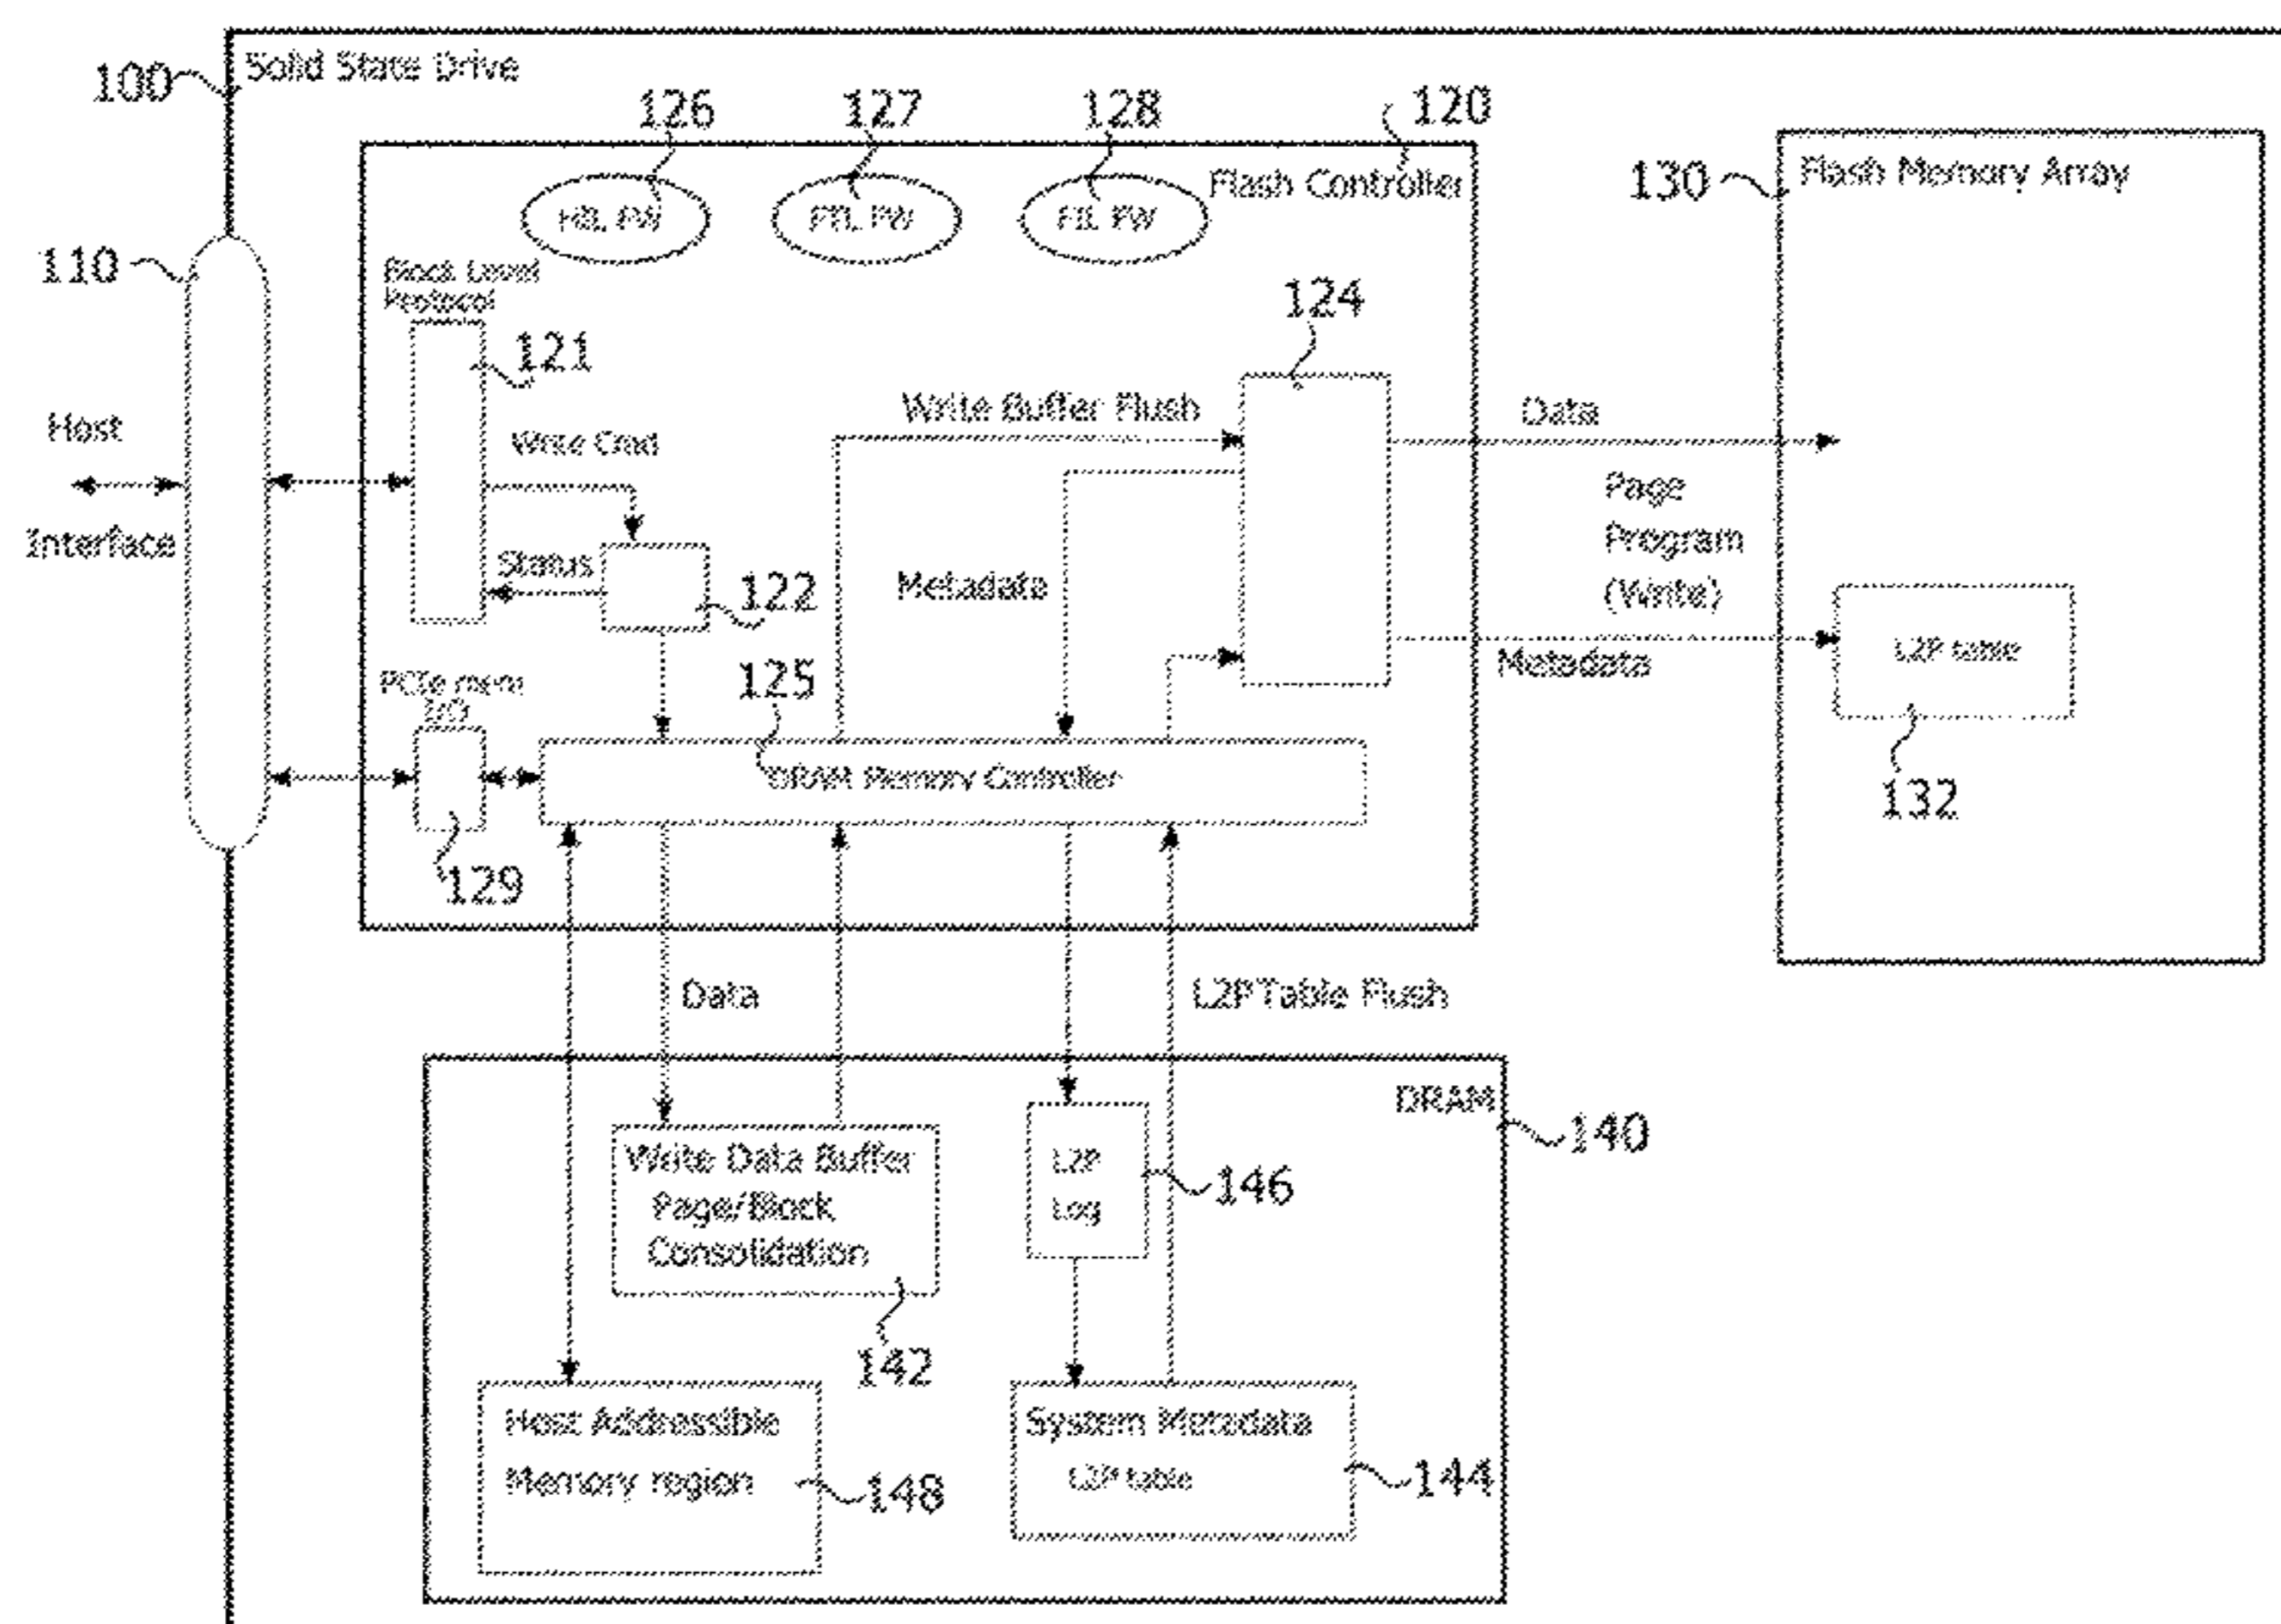 Solid State Drive
100
126
127
128
120
HIL FW
FTL FW
FIL FW
Flash Controller
130
Flash Memory Array
110
Block Level
Protocol
121
124
Host
Interface
Write Cmd
Write Buffer Flush
Data
Status
122
Metadate
Page
Program
(Write)
Metadata
L2P table
132
PCIe mem
I/O
125
DRAM Memory Controller
129
Data
L2P Table Flush
DRAM
140
Write Data Buffer
Page/Block
Consolidation
142
L2P
Log
146
Host Addressible
Memory region
148
System Metadata
L2P table
144